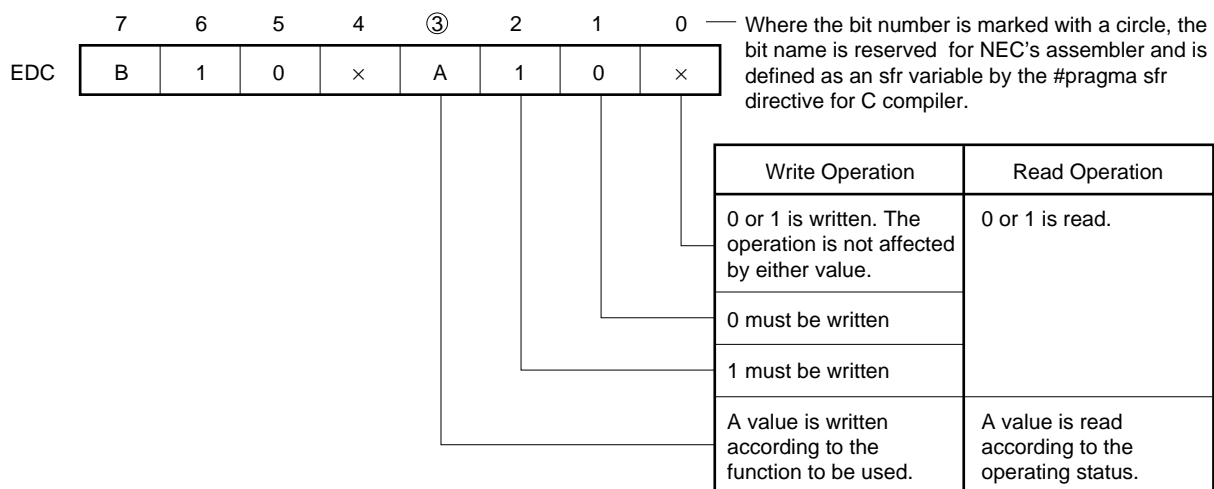 7 6 5 4 ③ 2 1 0
Where the bit number is marked with a circle, the
bit name is reserved for NEC's assembler and is
defined as an sfr variable by the #pragma sfr
directive for C compiler.
EDC B 1 0 × A 1 0 ×
Write Operation Read Operation
0 or 1 is written. The
operation is not affected
by either value.
0 or 1 is read.
0 must be written
1 must be written
A value is written
according to the
function to be used.
A value is read
according to the
operating status.